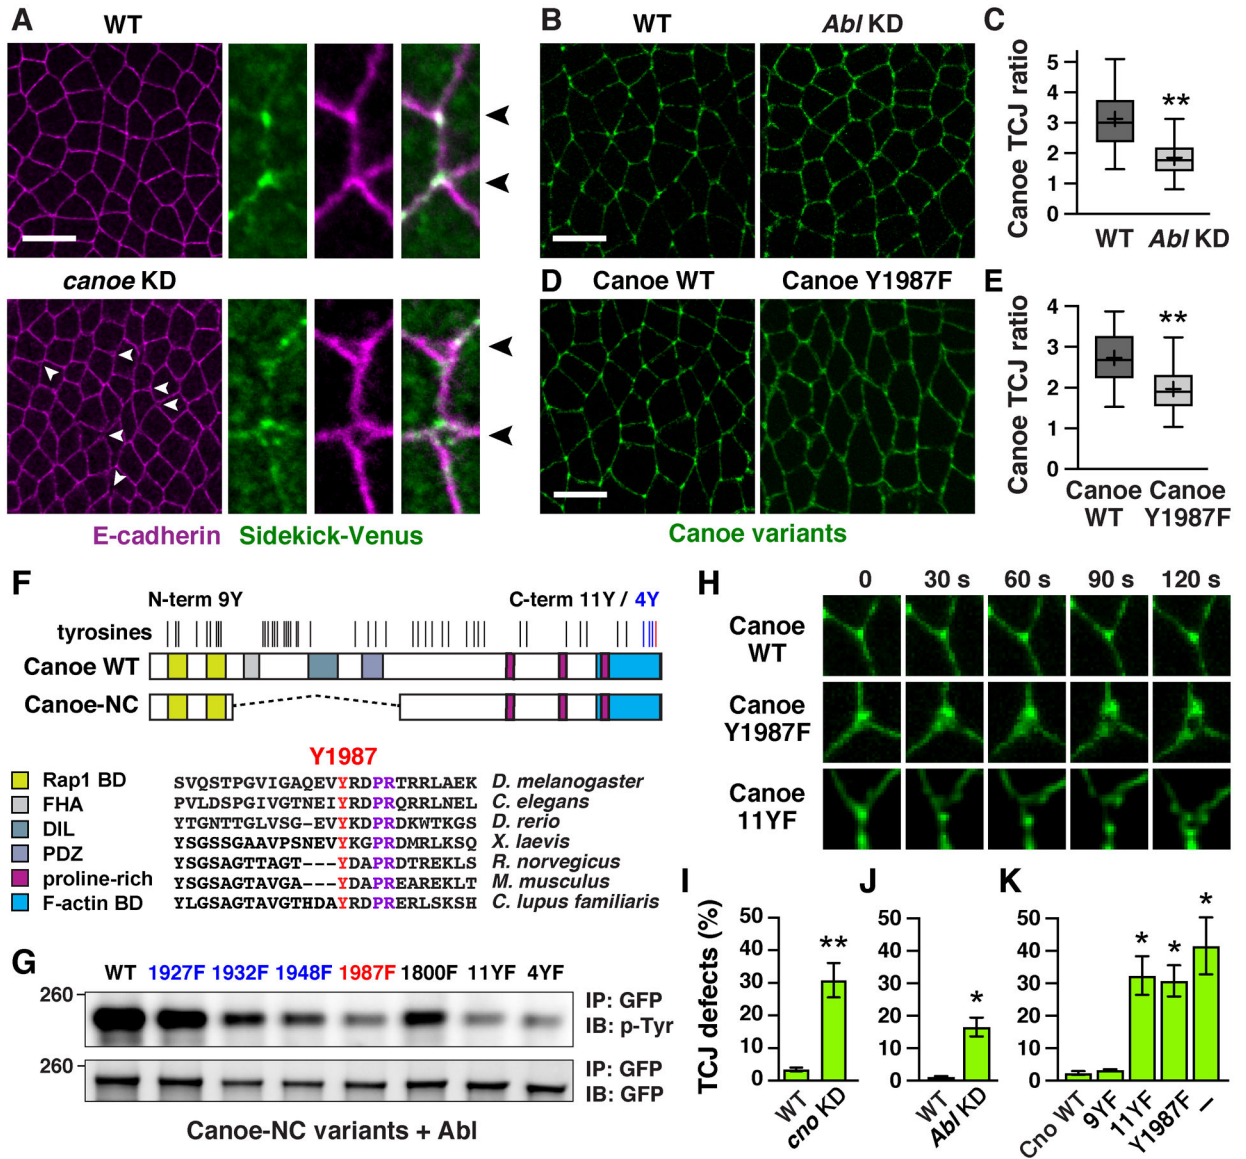 A
WT
canoe KD
E-cadherin Sidekick-Venus
B
WT Abl KD
C
Canoe TCJ ratio
5
4
3
2
1
0
**
WT Abl KD
D
Canoe WT Canoe Y1987F
Canoe variants
E
Canoe TCJ ratio
4
3
2
1
0
**
Canoe WT
Canoe Y1987F
F
N-term 9Y C-term 11Y / 4Y
tyrosines
Canoe WT
Canoe-NC
Y1987
Rap1 BD
FHA
DIL
PDZ
proline-rich
F-actin BD
SVQSTPGVIGAQEVYRDPRTRRLAEK D. melanogaster
PVLDSPGIVGTNEIYRDPRQRRLNEL C. elegans
YTGNTTGLVSG-EVYKDPRDKWTKGS D. rerio
YSGSSGAAVPSNEVYKGPRDMRLKSQ X. laevis
YSGSAGTTAGT---YDAPRDTREKLS R. norvegicus
YSGSAGTAVGA---YDAPREAREKLT M. musculus
YLGSAGTAVGTHDAYRDPRERLSKSH C. lupus familiaris
G
WT 1927F 1932F 1948F 1987F 1800F 11YF 4YF
260
IP: GFP
IB: p-Tyr
260
IP: GFP
IB: GFP
Canoe-NC variants + Abl
H
0 30 s 60 s 90 s 120 s
Canoe
WT
Canoe
Y1987F
Canoe
11YF
I
TCJ defects (%)
50
40
30
20
10
0
**
WT
cno KD
J
50
40
30
20
10
0
*
WT
Abl KD
K
50
40
30
20
10
0
* * *
Cno WT
9YF
11YF
Y1987F
–